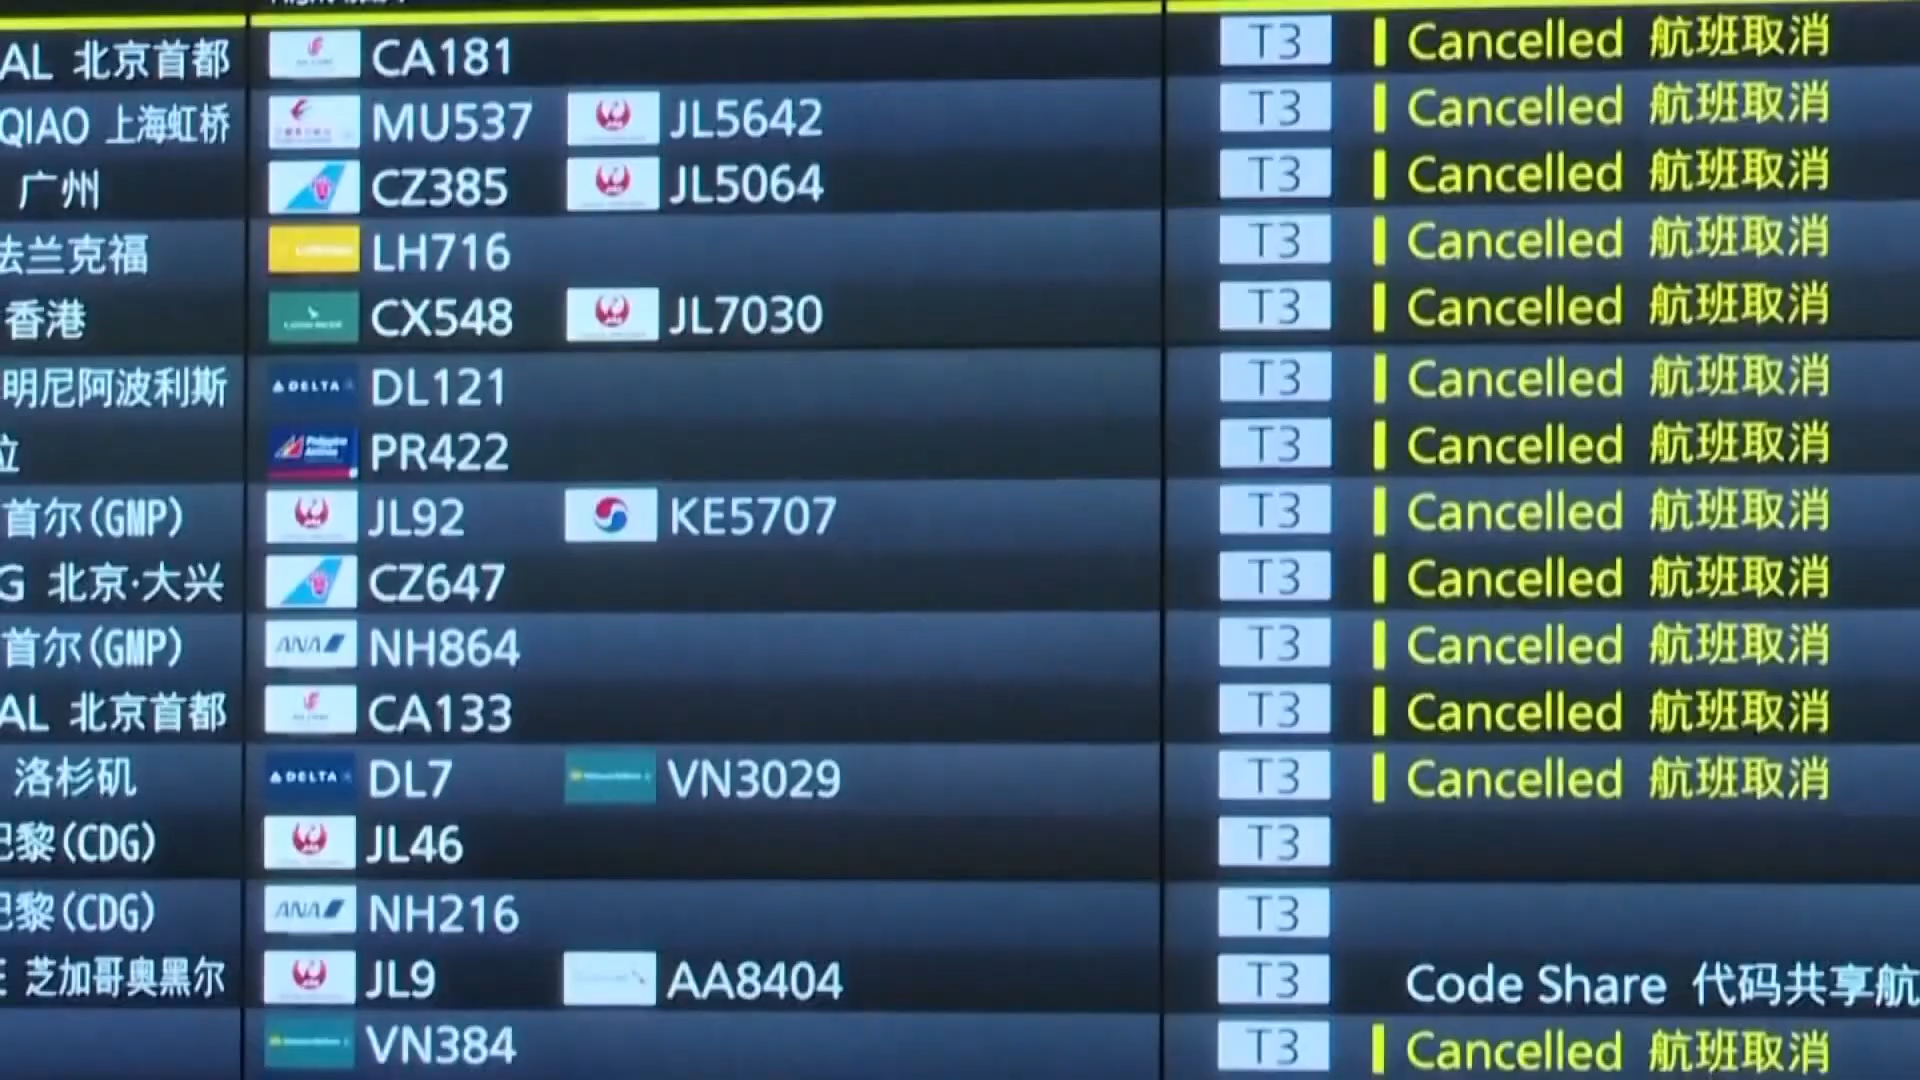 AL 北京首都 CA181 T3 Cancelled 航班取消
QIAO 上海虹桥 MU537 JL5642 T3 Cancelled 航班取消
广州 CZ385 JL5064 T3 Cancelled 航班取消
法兰克福 LH716 T3 Cancelled 航班取消
香港 CX548 JL7030 T3 Cancelled 航班取消
明尼阿波利斯 DELTA DL121 T3 Cancelled 航班取消
Philippine Airlines PR422 T3 Cancelled 航班取消
首尔(GMP) JL92 KE5707 T3 Cancelled 航班取消
G 北京·大兴 CZ647 T3 Cancelled 航班取消
首尔(GMP) ANA NH864 T3 Cancelled 航班取消
AL 北京首都 CA133 T3 Cancelled 航班取消
洛杉矶 DELTA DL7 VN3029 T3 Cancelled 航班取消
巴黎(CDG) JL46 T3
巴黎(CDG) ANA NH216 T3
芝加哥奥黑尔 JL9 AA8404 T3 Code Share 代码共享航
VN384 T3 Cancelled 航班取消